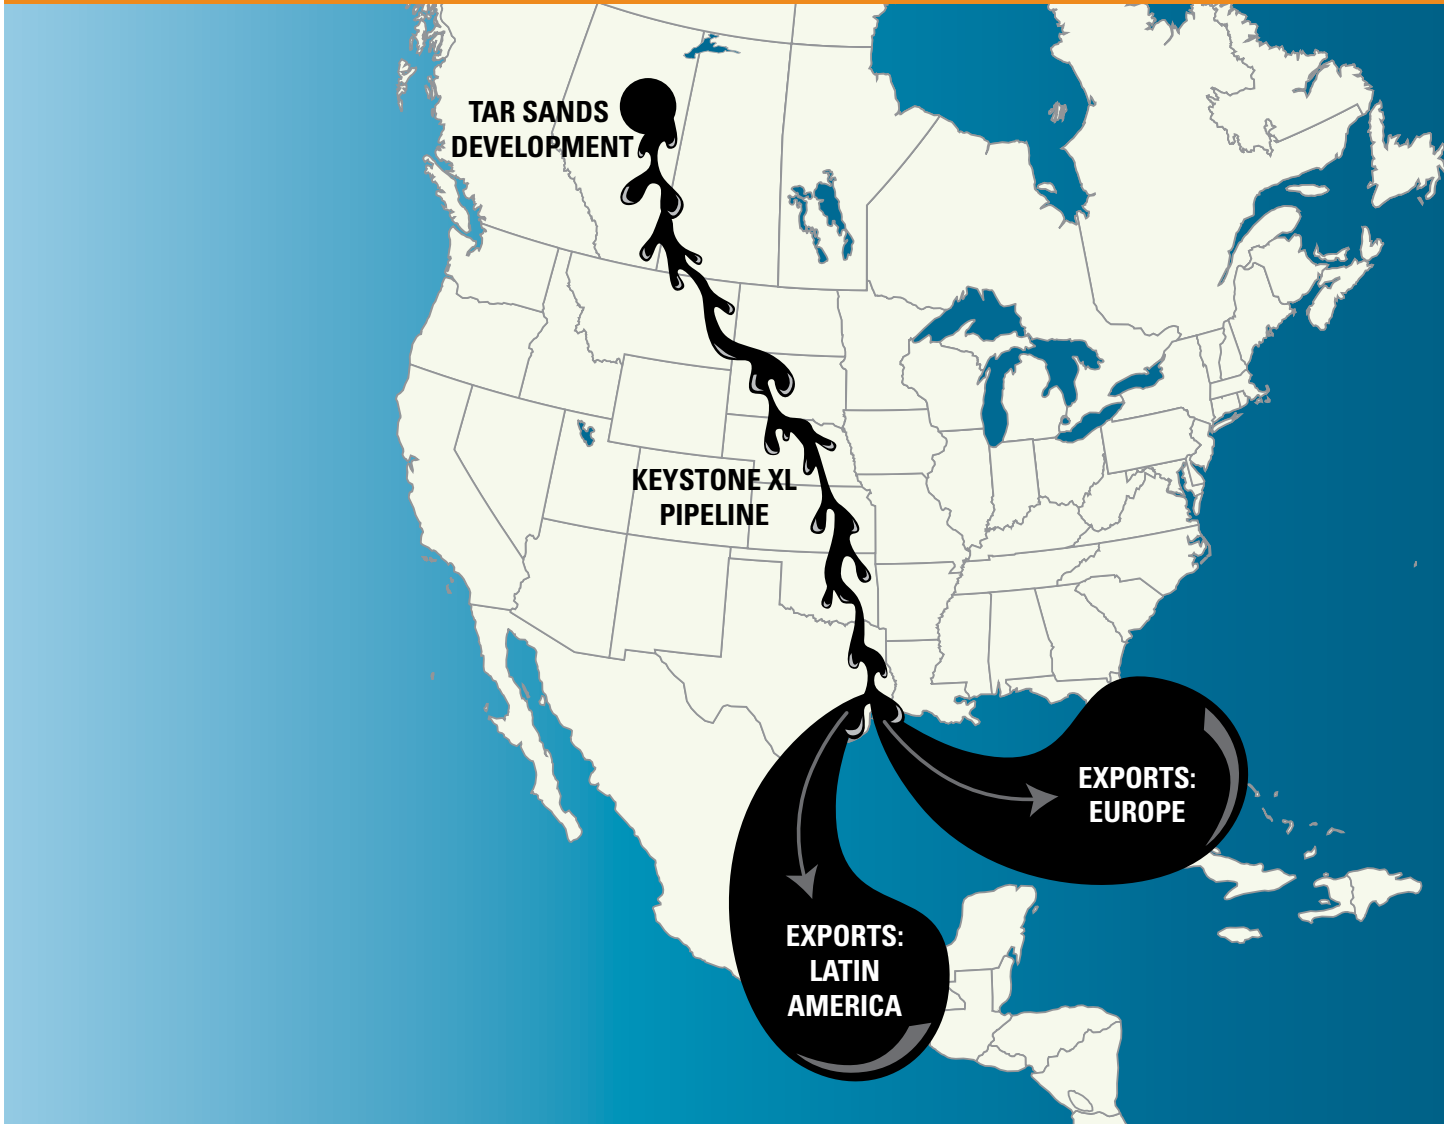 TAR SANDS
DEVELOPMENT
KEYSTONE XL
PIPELINE
EXPORTS:
EUROPE
EXPORTS:
LATIN
AMERICA